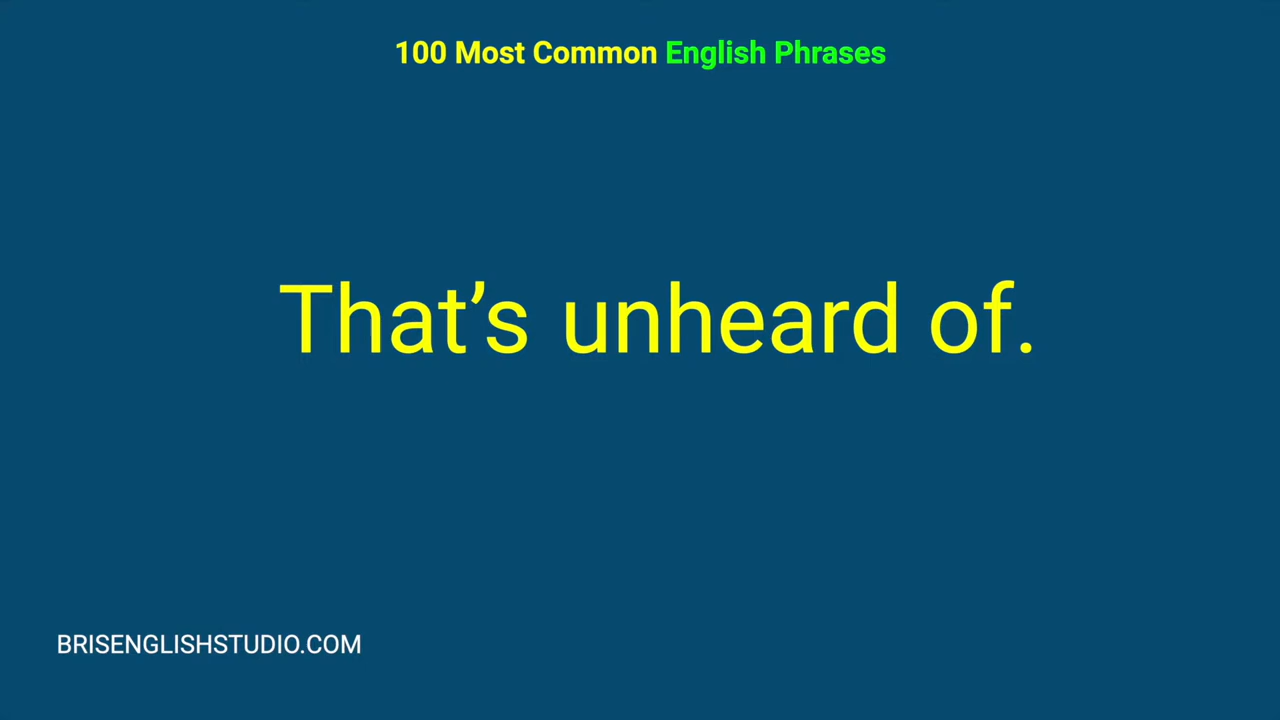 100 Most Common English Phrases
That’s unheard of.
BRISENGLISHSTUDIO.COM